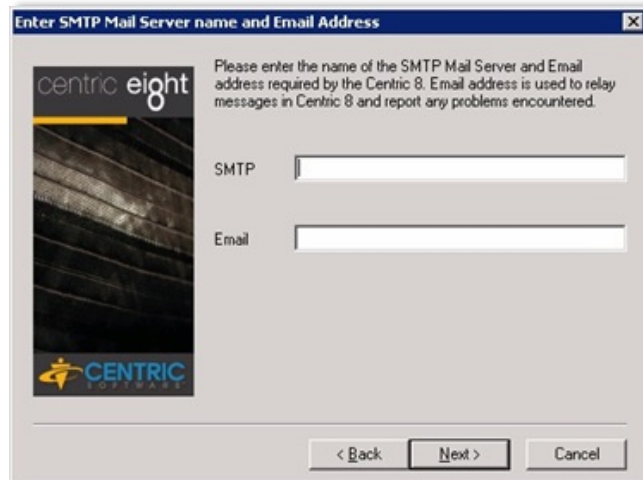 Enter SMTP Mail Server name and Email Address
centric eight
Please enter the name of the SMTP Mail Server and Email
address required by the Centric 8. Email address is used to relay
messages in Centric 8 and report any problems encountered.
SMTP
Email
CENTRIC
SOFTWARE
< Back
Next >
Cancel